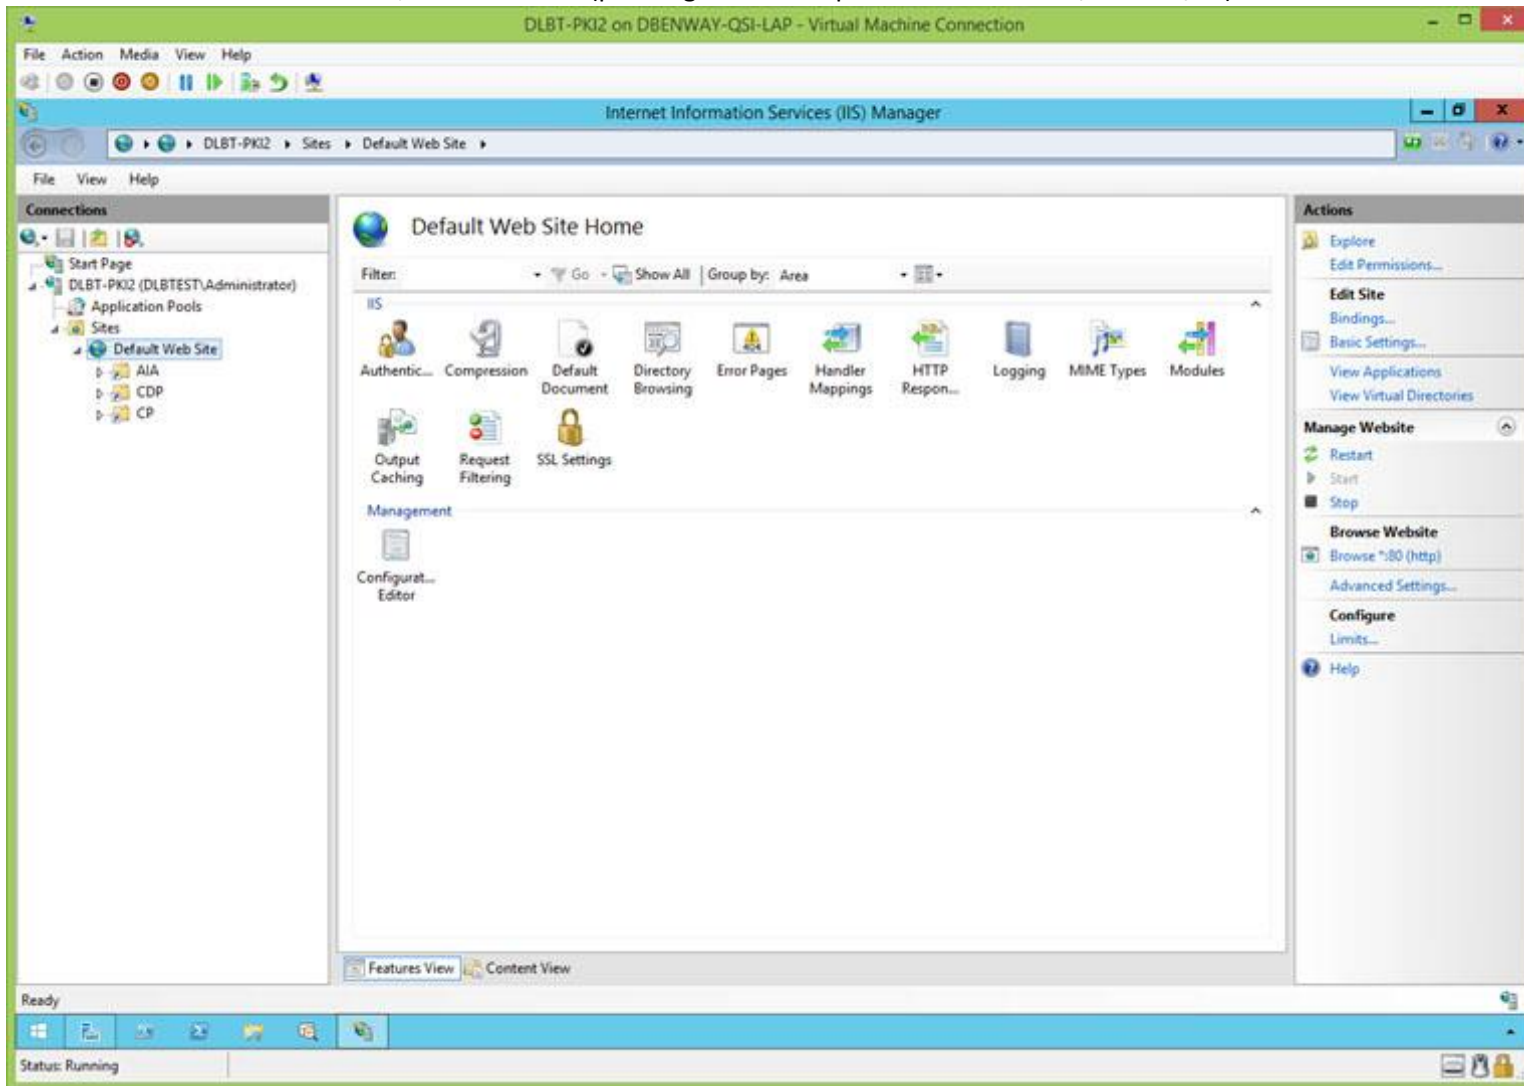 DLBT-PKI2 on DBENWAY-QSI-LAP - Virtual Machine Connection
File Action Media View Help
Internet Information Services (IIS) Manager
DLBT-PKI2 Sites Default Web Site
File View Help
Connections
Start Page
DLBT-PKI2 (DLBTEST\Administrator)
Application Pools
Sites
Default Web Site
AIA
CDP
CP
Default Web Site Home
Filter: Go Show All Group by: Area
IIS
Authentic... Compression Default Document Directory Browsing Error Pages Handler Mappings HTTP Respon... Logging MIME Types Modules
Output Caching Request Filtering SSL Settings
Management
Configurat... Editor
Features View Content View
Actions
Explore
Edit Permissions...
Edit Site
Bindings...
Basic Settings...
View Applications
View Virtual Directories
Manage Website
Restart
Start
Stop
Browse Website
Browse *:80 (http)
Advanced Settings...
Configure
Limits...
Help
Ready
Status: Running